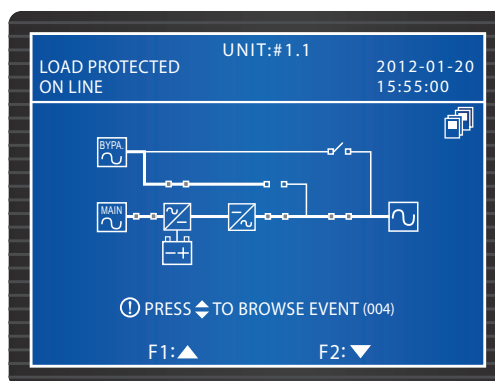 UNIT:#1.1
LOAD PROTECTED
ON LINE
2012-01-20
15:55:00
BYPA.
MAIN
PRESS TO BROWSE EVENT (004)
F1: F2: